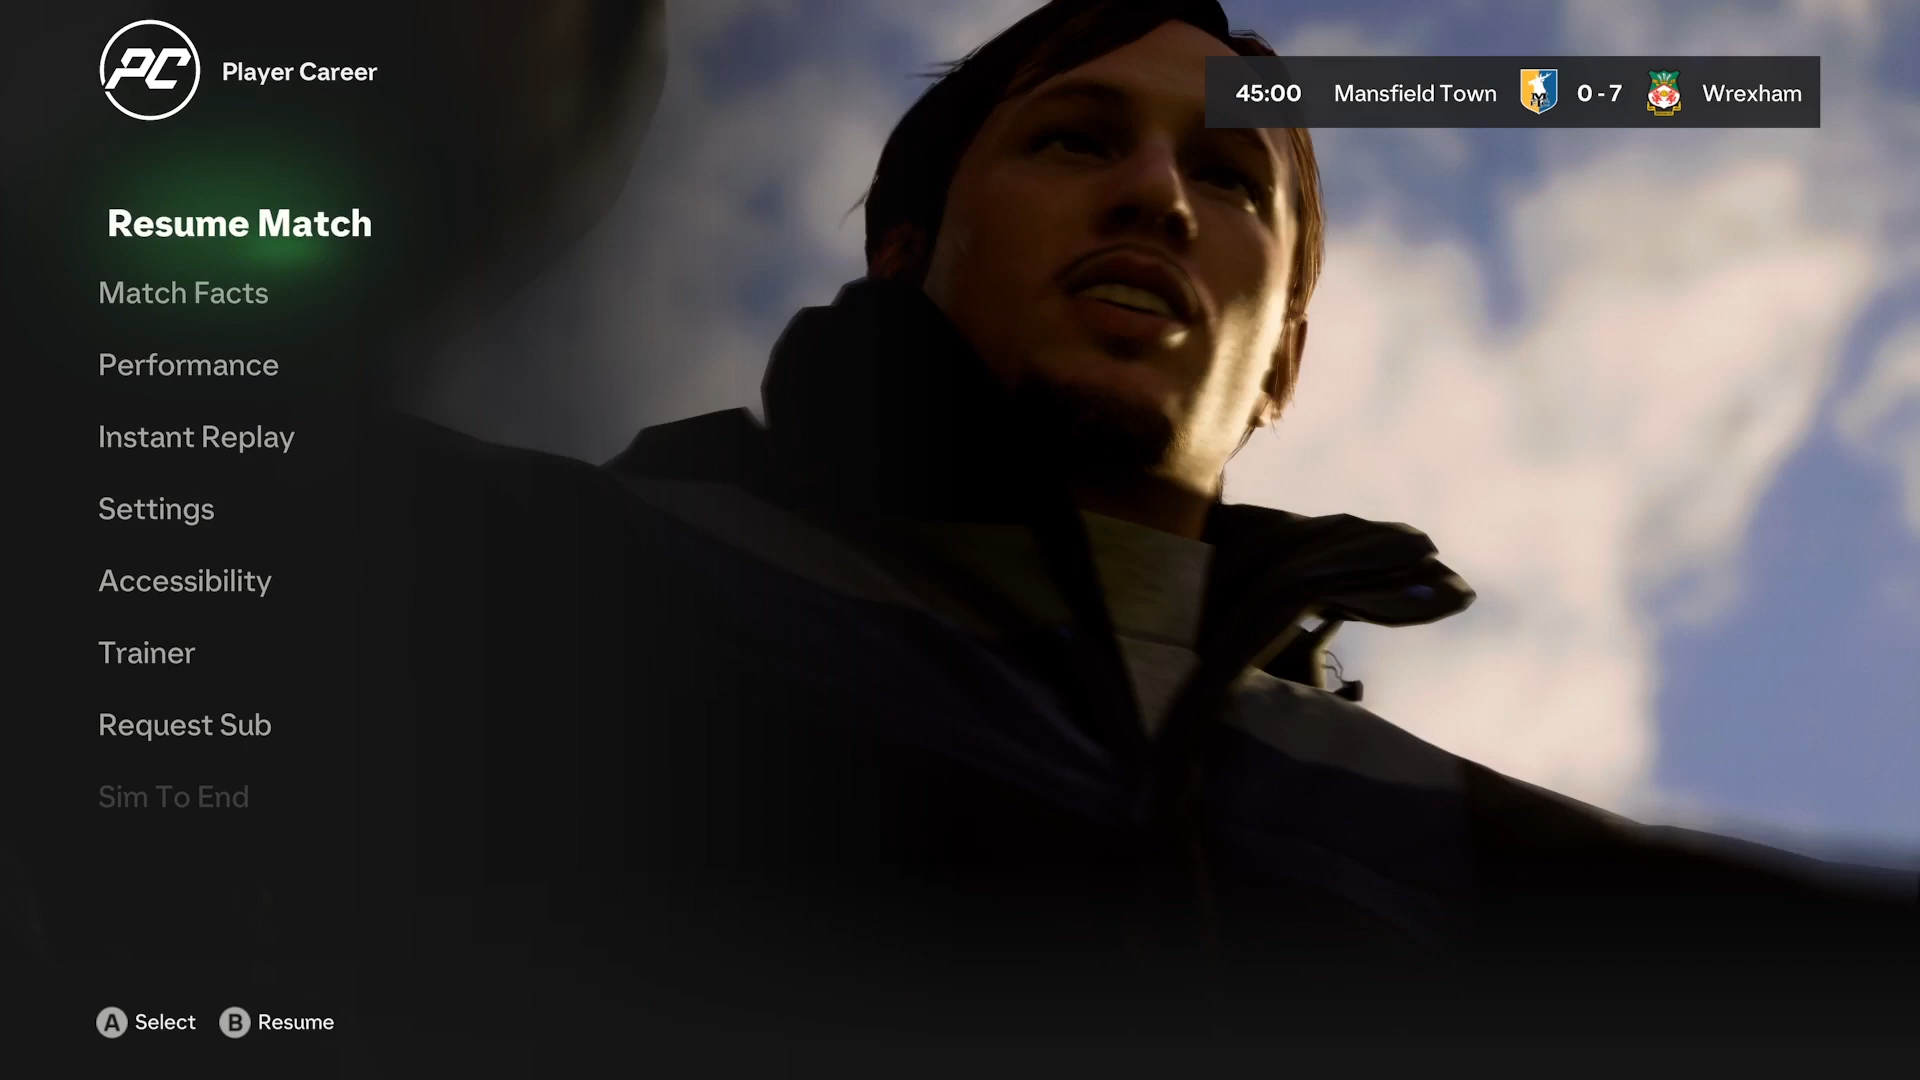 PC Player Career
45:00 Mansfield Town 0 - 7 Wrexham
Resume Match
Match Facts
Performance
Instant Replay
Settings
Accessibility
Trainer
Request Sub
Sim To End
A Select B Resume